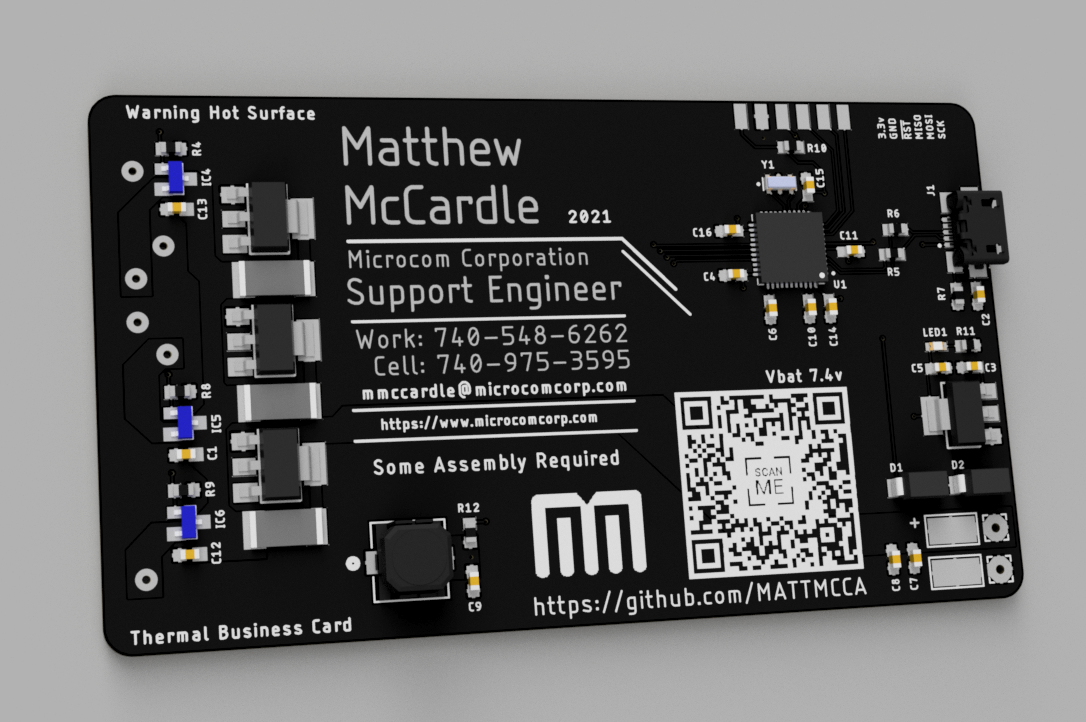 Warning Hot Surface
R4
IC4
C13
Matthew
McCardle
2021
Microcom Corporation
Support Engineer
Work: 740-548-6262
Cell: 740-975-3595
mmccardle@microcomcorp.com
https://www.microcomcorp.com
Some Assembly Required
R8
IC5
C1
R9
IC6
C12
Thermal Business Card
R12
C9
https://github.com/MATTMCCA
SCAN
ME
Vbat 7.4v
R10
Y1
C15
C16
C4
C11
U1
C6
C10
C14
3.3v
GND
RST
MISO
MOSI
SCK
J1
R6
R5
R7
C2
LED1
R11
C5
C3
D1
D2
+
C8
C7